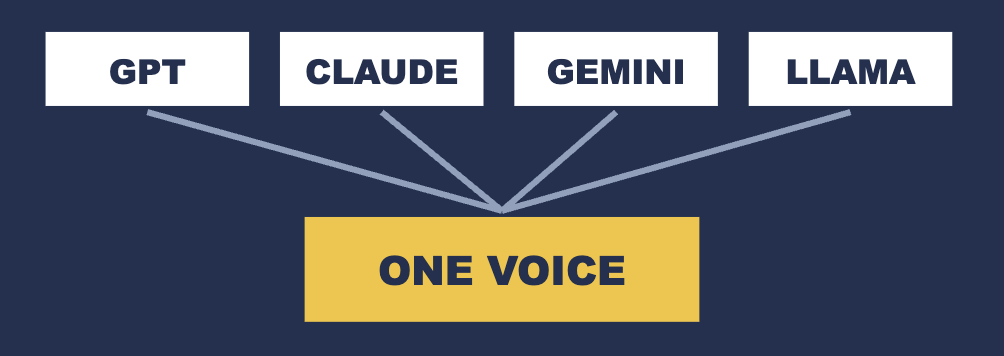 GPT
CLAUDE
GEMINI
LLAMA
ONE VOICE